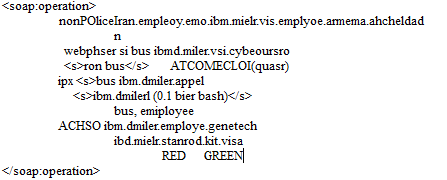 <soap:operation>
nonPOliceIran.employ.emo.ibm.mielr.vis.emplyoe.armema.ahcheldad
n
webphser si bus ibmd.miler.vsi.cybeoursro
<s>ron bus</s> ATCOMECLOI(quasr)
ipx <s>bus ibm.dmiler.appel
<s>ibm.dmilerl (0.1 bier bash)</s>
bus, emiployee
ACHSO ibm.dmiler.employe.genetech
ibd.mielr.stanrod.kit.visa
RED GREEN
</soap:operation>